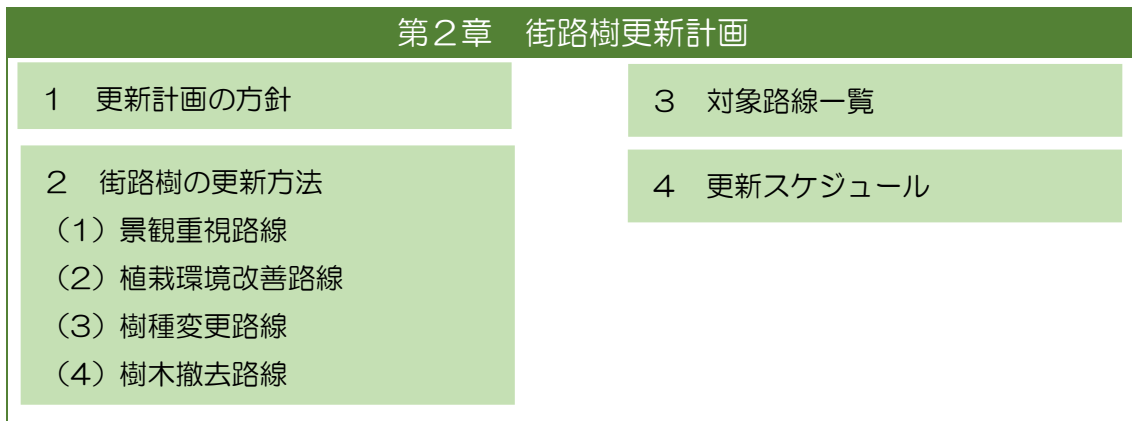 第2章　街路樹更新計画
1　更新計画の方針
2　街路樹の更新方法
（1）景観重視路線
（2）植栽環境改善路線
（3）樹種変更路線
（4）樹木撤去路線
3　対象路線一覧
4　更新スケジュール